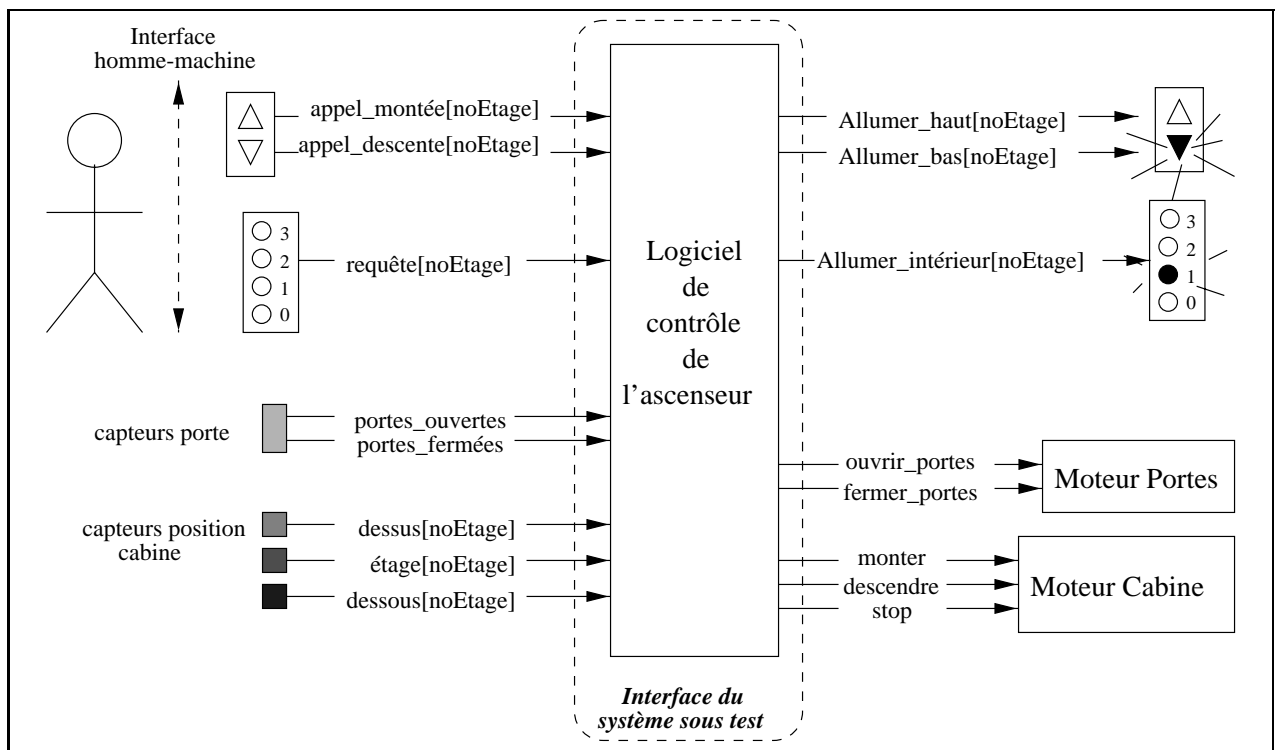 Interface
homme-machine
appel_montée[noEtage]
appel_descente[noEtage]
3
2
1
0
requête[noEtage]
capteurs porte
portes_ouvertes
portes_fermées
capteurs position
cabine
dessus[noEtage]
étage[noEtage]
dessous[noEtage]
Logiciel
de
contrôle
de
l'ascenseur
Interface du
système sous test
Allumer_haut[noEtage]
Allumer_bas[noEtage]
Allumer_intérieur[noEtage]
3
2
1
0
ouvrir_portes
fermer_portes
Moteur Portes
monter
descendre
stop
Moteur Cabine